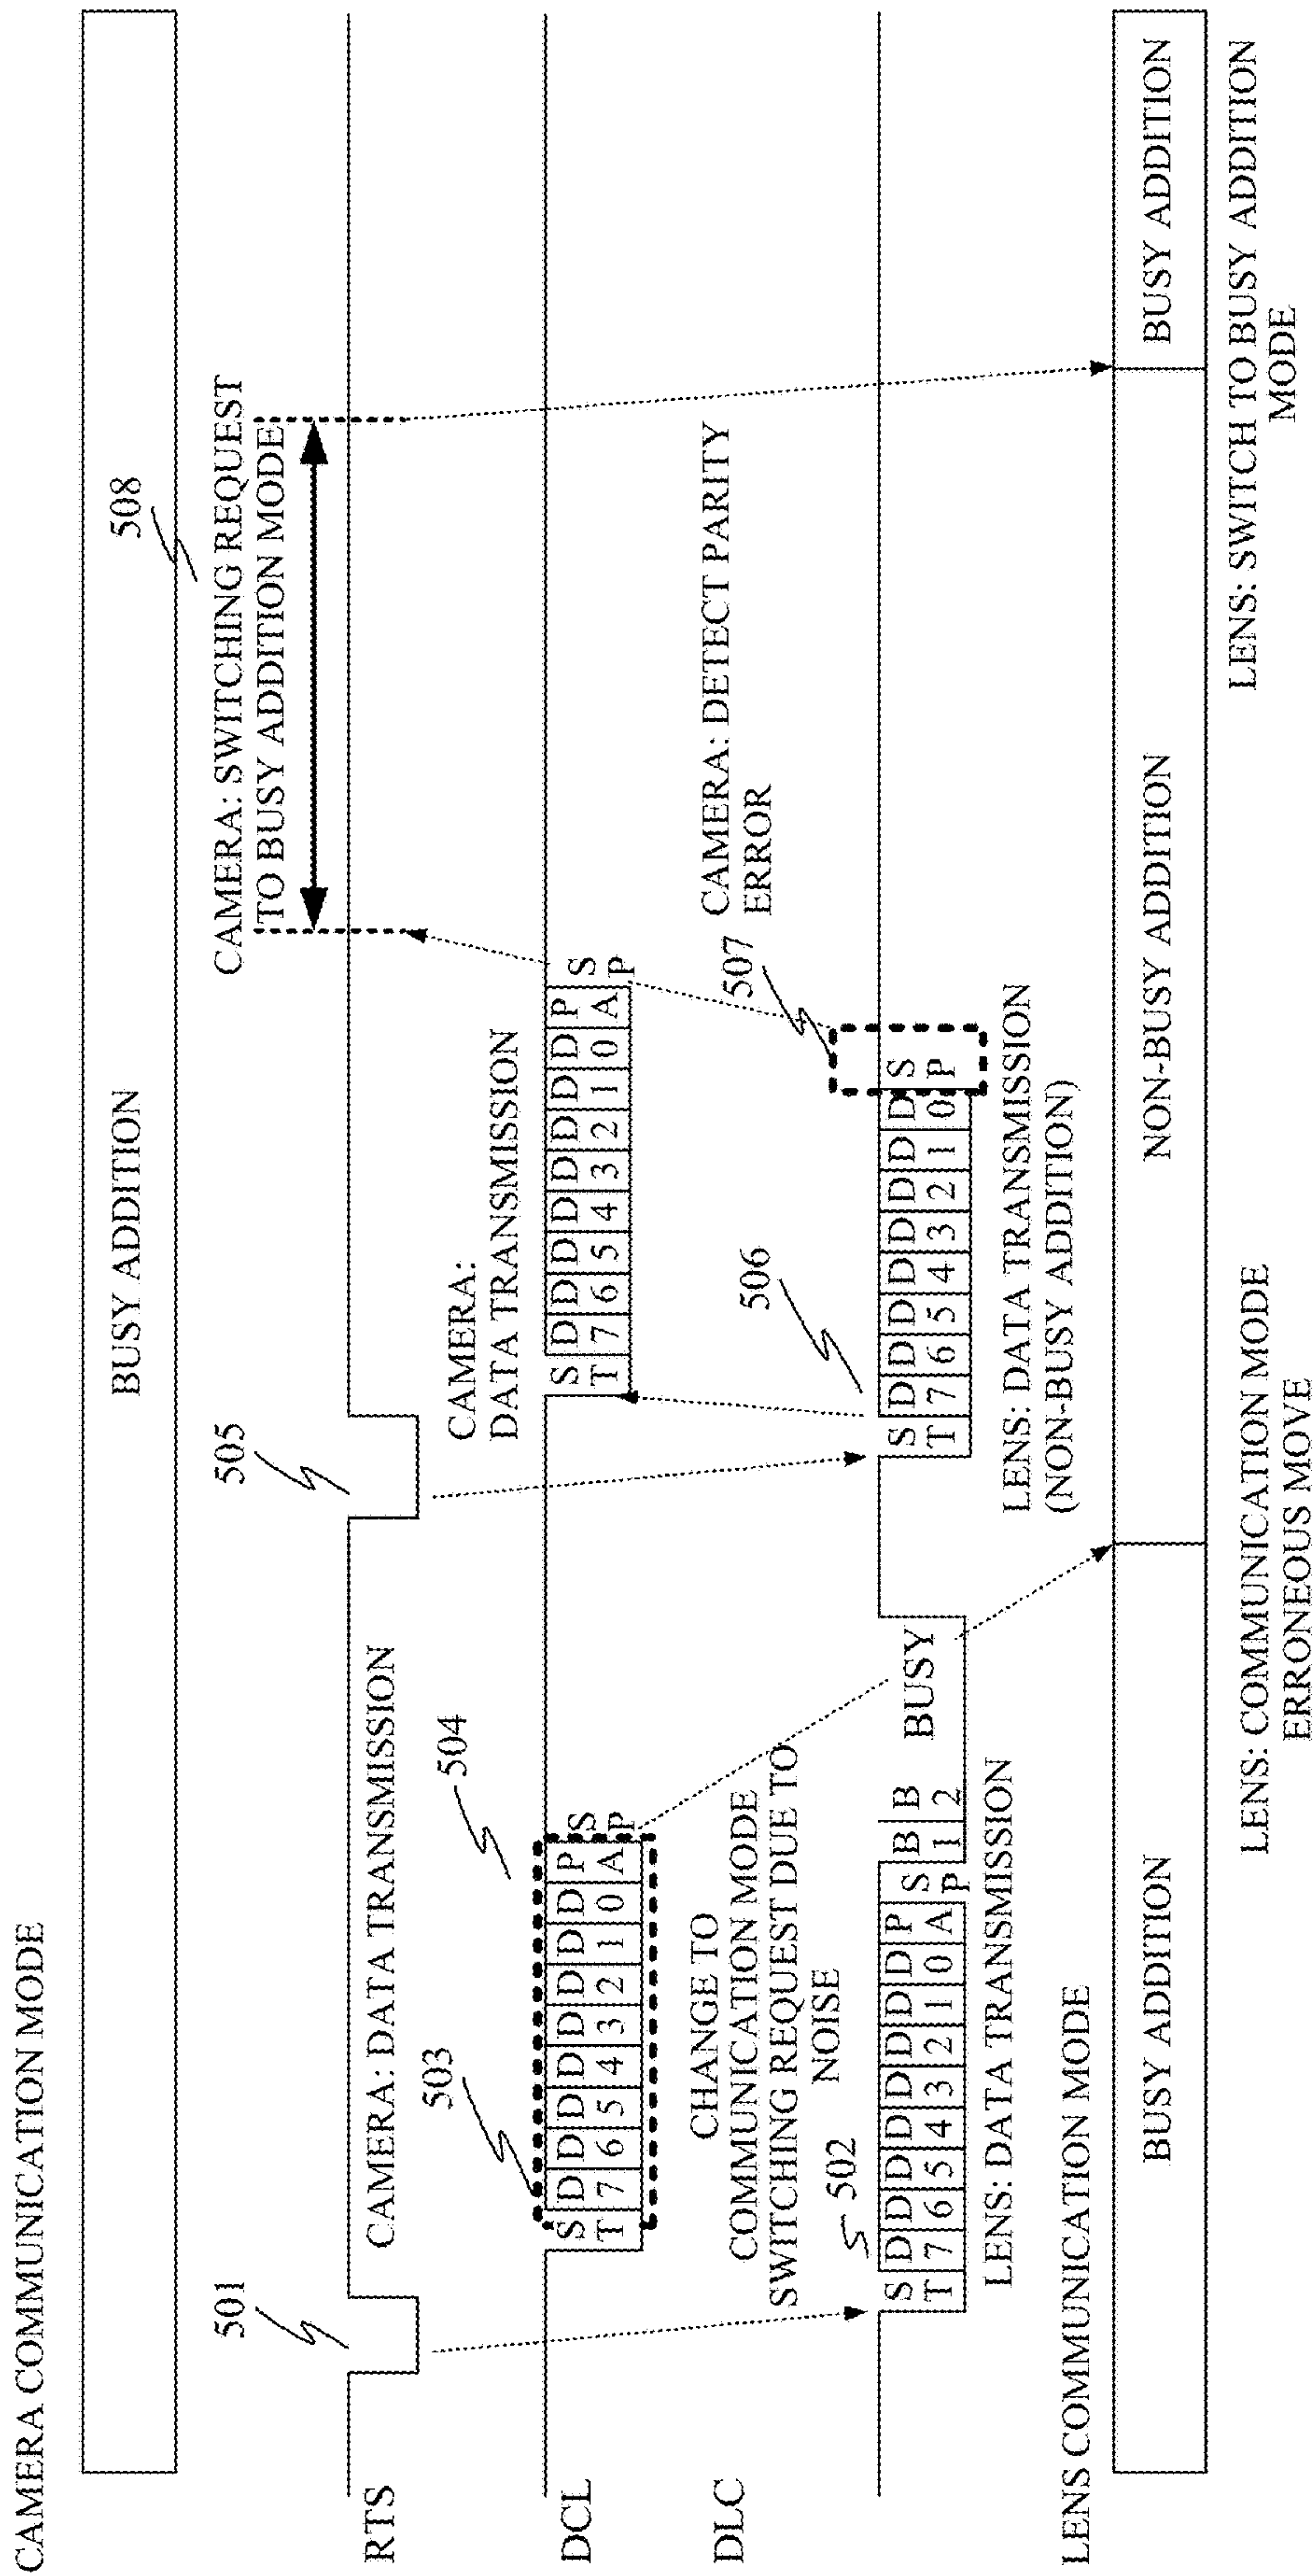 CAMERA COMMUNICATION MODE
BUSY ADDITION
508
CAMERA: SWITCHING REQUEST
TO BUSY ADDITION MODE
501
505
RTS
CAMERA: DATA TRANSMISSION
CAMERA:
DATA TRANSMISSION
503
504
DCL
S D D D D D D D D P S
T 7 6 5 4 3 2 1 0 A P
S D D D D D D D D P S
T 7 6 5 4 3 2 1 0 A P
CHANGE TO
COMMUNICATION MODE
SWITCHING REQUEST DUE TO
NOISE
CAMERA: DETECT PARITY
ERROR
DLC
502
506
507
S D D D D D D D D P S B B
T 7 6 5 4 3 2 1 0 A P 1 2
BUSY
S D D D D D D D D S
T 7 6 5 4 3 2 1 0 P
LENS: DATA TRANSMISSION
LENS: DATA TRANSMISSION
(NON-BUSY ADDITION)
LENS COMMUNICATION MODE
BUSY ADDITION
NON-BUSY ADDITION
BUSY ADDITION
LENS: COMMUNICATION MODE
ERRONEOUS MOVE
LENS: SWITCH TO BUSY ADDITION
MODE